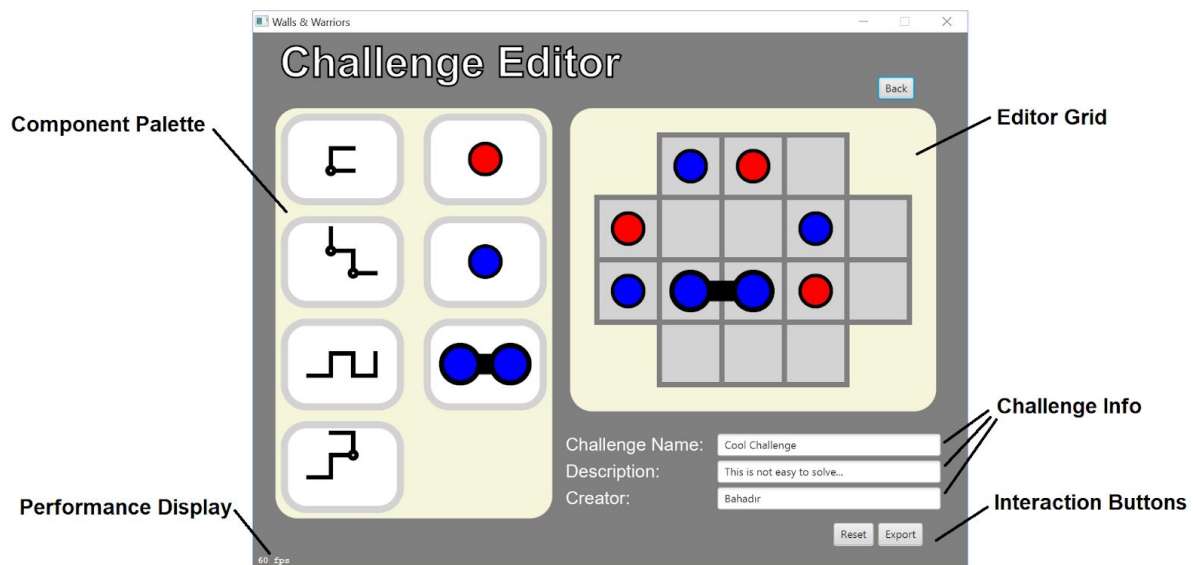 Walls & Warriors
Challenge Editor
Back
Component Palette
Editor Grid
Challenge Info
Challenge Name: Cool Challenge
Description: This is not easy to solve...
Creator: Bahadır
Performance Display
Interaction Buttons
Reset Export
60 fps